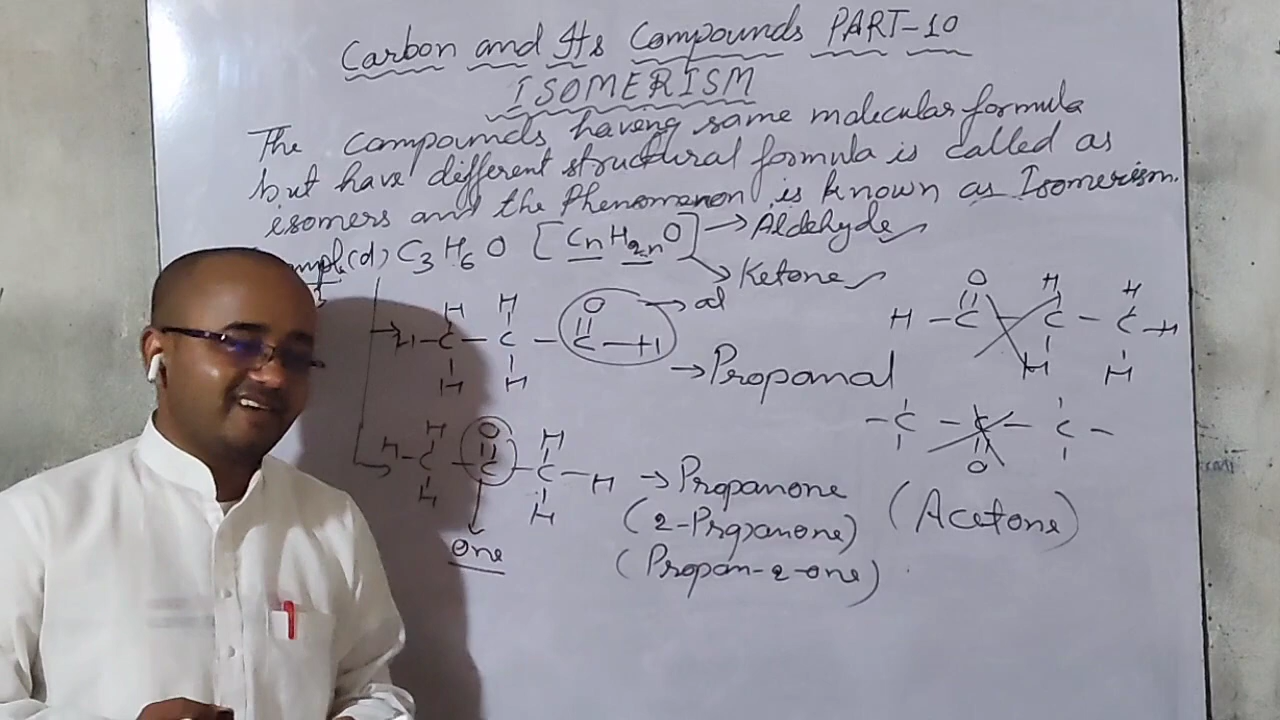 Carbon and Its Compounds PART-10
ISOMERISM
The compounds having same molecular formula
but have different structural formula is called as
isomers and the Phenomenon is known as Isomerism.
(d) C3H6O [CnH2nO] → Aldehyde
→ Ketone
O H H
H - C - C - C - H
H H
H H O → al
→ H - C - C - C - H
H H
→ Propanal
- C - C - C -
O
H O H
H - C - C - C - H → Propanone
H H
(2-Propanone) (Acetone)
one
(Propan-2-one)